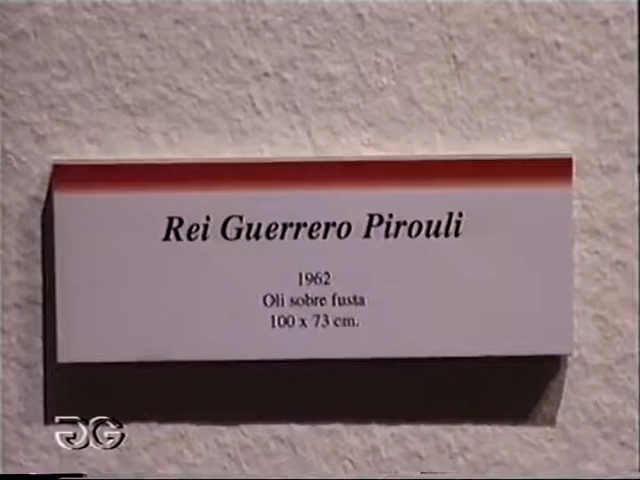 Rei Guerrero Pirouli
1962
Oli sobre fusta
100 x 73 cm.